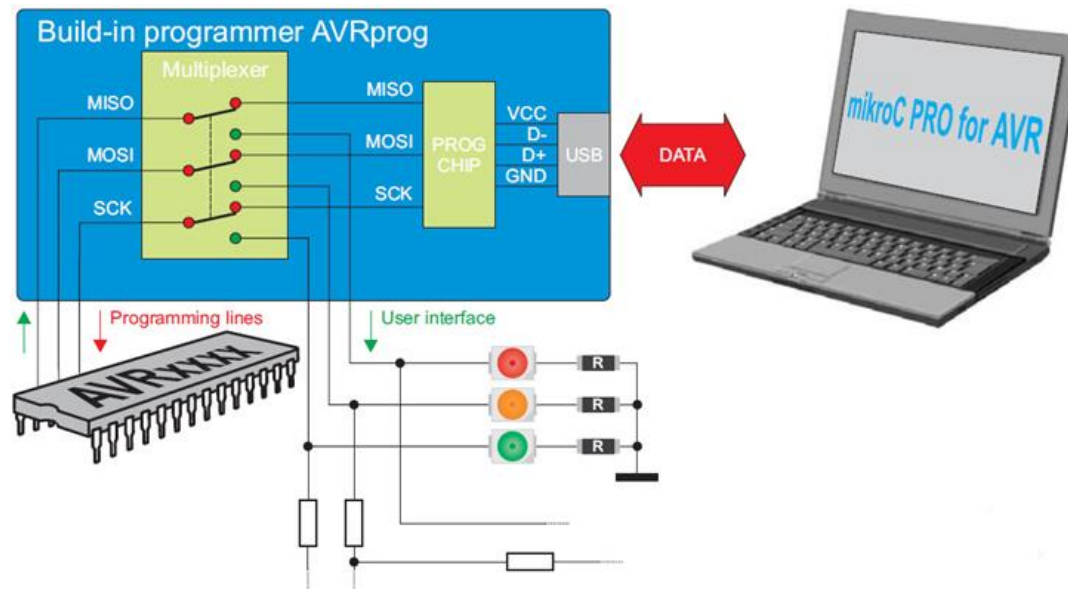 Build-in programmer AVRprog
Multiplexer
MISO
MOSI
SCK
MISO
MOSI
SCK
PROG
CHIP
VCC
D-
D+
GND
USB
DATA
mikroC PRO for AVR
Programming lines
User interface
AVRxxxx
R
R
R